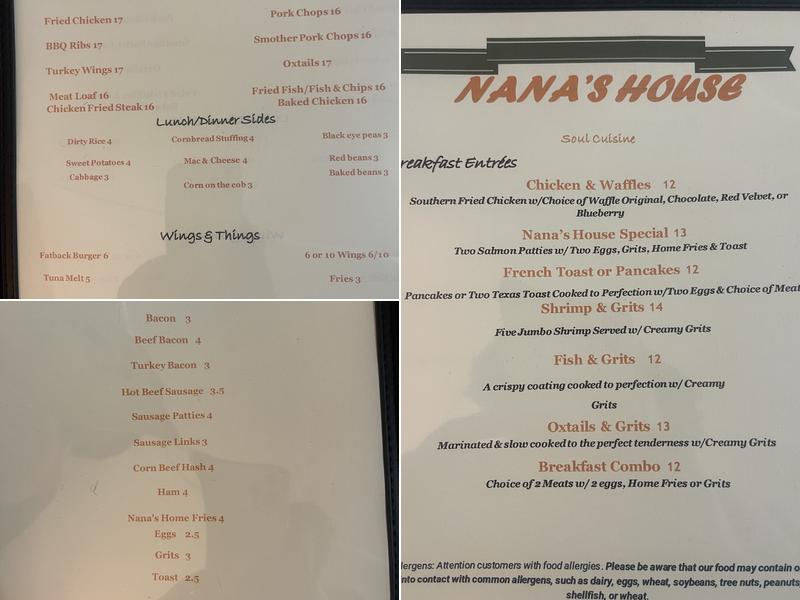 Fried Chicken 17
Pork Chops 16
BBQ Ribs 17
Smother Pork Chops 16
Turkey Wings 17
Oxtails 17
Meat Loaf 16
Fried Fish/Fish & Chips 16
Chicken Fried Steak 16
Baked Chicken 16
Lunch/Dinner Sides
Dirty Rice 4
Cornbread Stuffing 4
Black eye peas 3
Sweet Potatoes 4
Mac & Cheese 4
Red beans 3
Cabbage 3
Baked beans 3
Corn on the cob 3
Wings & Things
Fatback Burger 6
6 or 10 Wings 6/10
Tuna Melt 5
Fries 3
Bacon 3
Beef Bacon 4
Turkey Bacon 3
Hot Beef Sausage 3.5
Sausage Patties 4
Sausage Links 3
Corn Beef Hash 4
Ham 4
Nana's Home Fries 4
Eggs 2.5
Grits 3
Toast 2.5
NANA'S HOUSE
Soul Cuisine
reakfast Entrées
Chicken & Waffles 12
Southern Fried Chicken w/Choice of Waffle Original, Chocolate, Red Velvet, or
Blueberry
Nana's House Special 13
Two Salmon Patties w/ Two Eggs, Grits, Home Fries & Toast
French Toast or Pancakes 12
Pancakes or Two Texas Toast Cooked to Perfection w/Two Eggs & Choice of Meat
Shrimp & Grits 14
Five Jumbo Shrimp Served w/ Creamy Grits
Fish & Grits 12
A crispy coating cooked to perfection w/ Creamy
Grits
Oxtails & Grits 13
Marinated & slow cooked to the perfect tenderness w/Creamy Grits
Breakfast Combo 12
Choice of 2 Meats w/ 2 eggs, Home Fries or Grits
lergens: Attention customers with food allergies. Please be aware that our food may contain o
nto contact with common allergens, such as dairy, eggs, wheat, soybeans, tree nuts, peanuts
shellfish, or wheat.